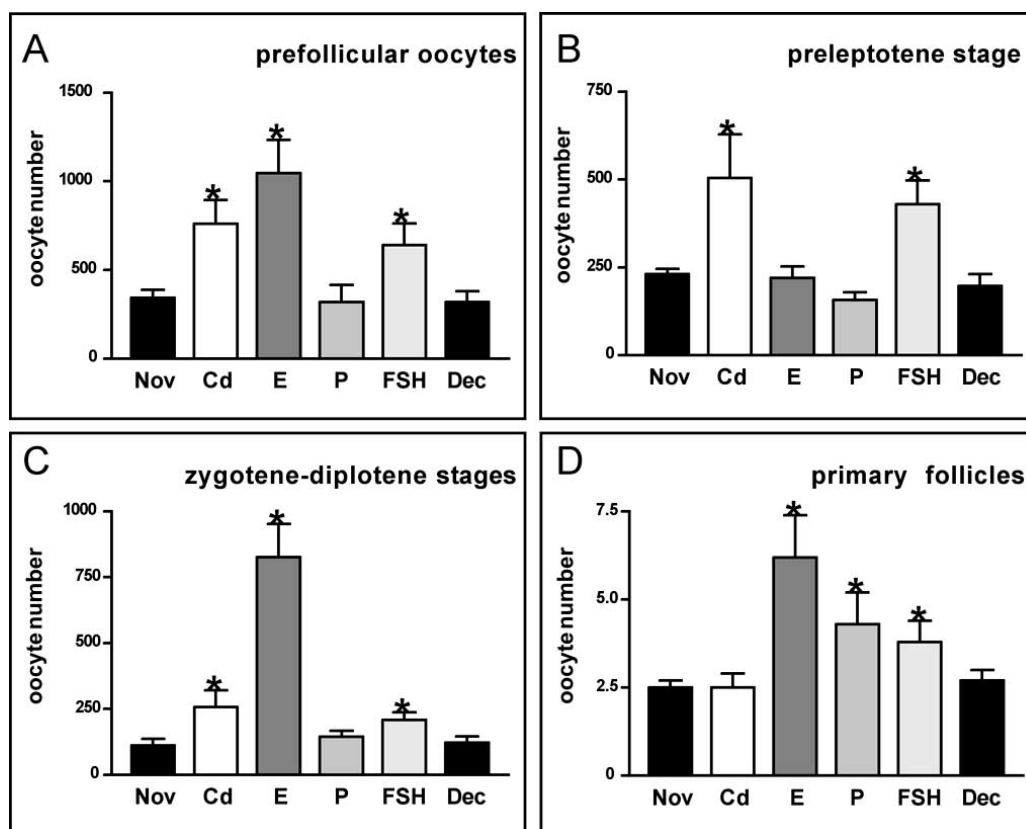 A
prefollicular oocytes
oocyte number
1500
1000
500
0
* * *
Nov Cd E P FSH Dec
B
preleptotene stage
oocyte number
750
500
250
0
* *
Nov Cd E P FSH Dec
C
zygotene-diplotene stages
oocyte number
1000
750
500
250
0
* * *
Nov Cd E P FSH Dec
D
primary follicles
oocyte number
7.5
5.0
2.5
0
* * *
Nov Cd E P FSH Dec